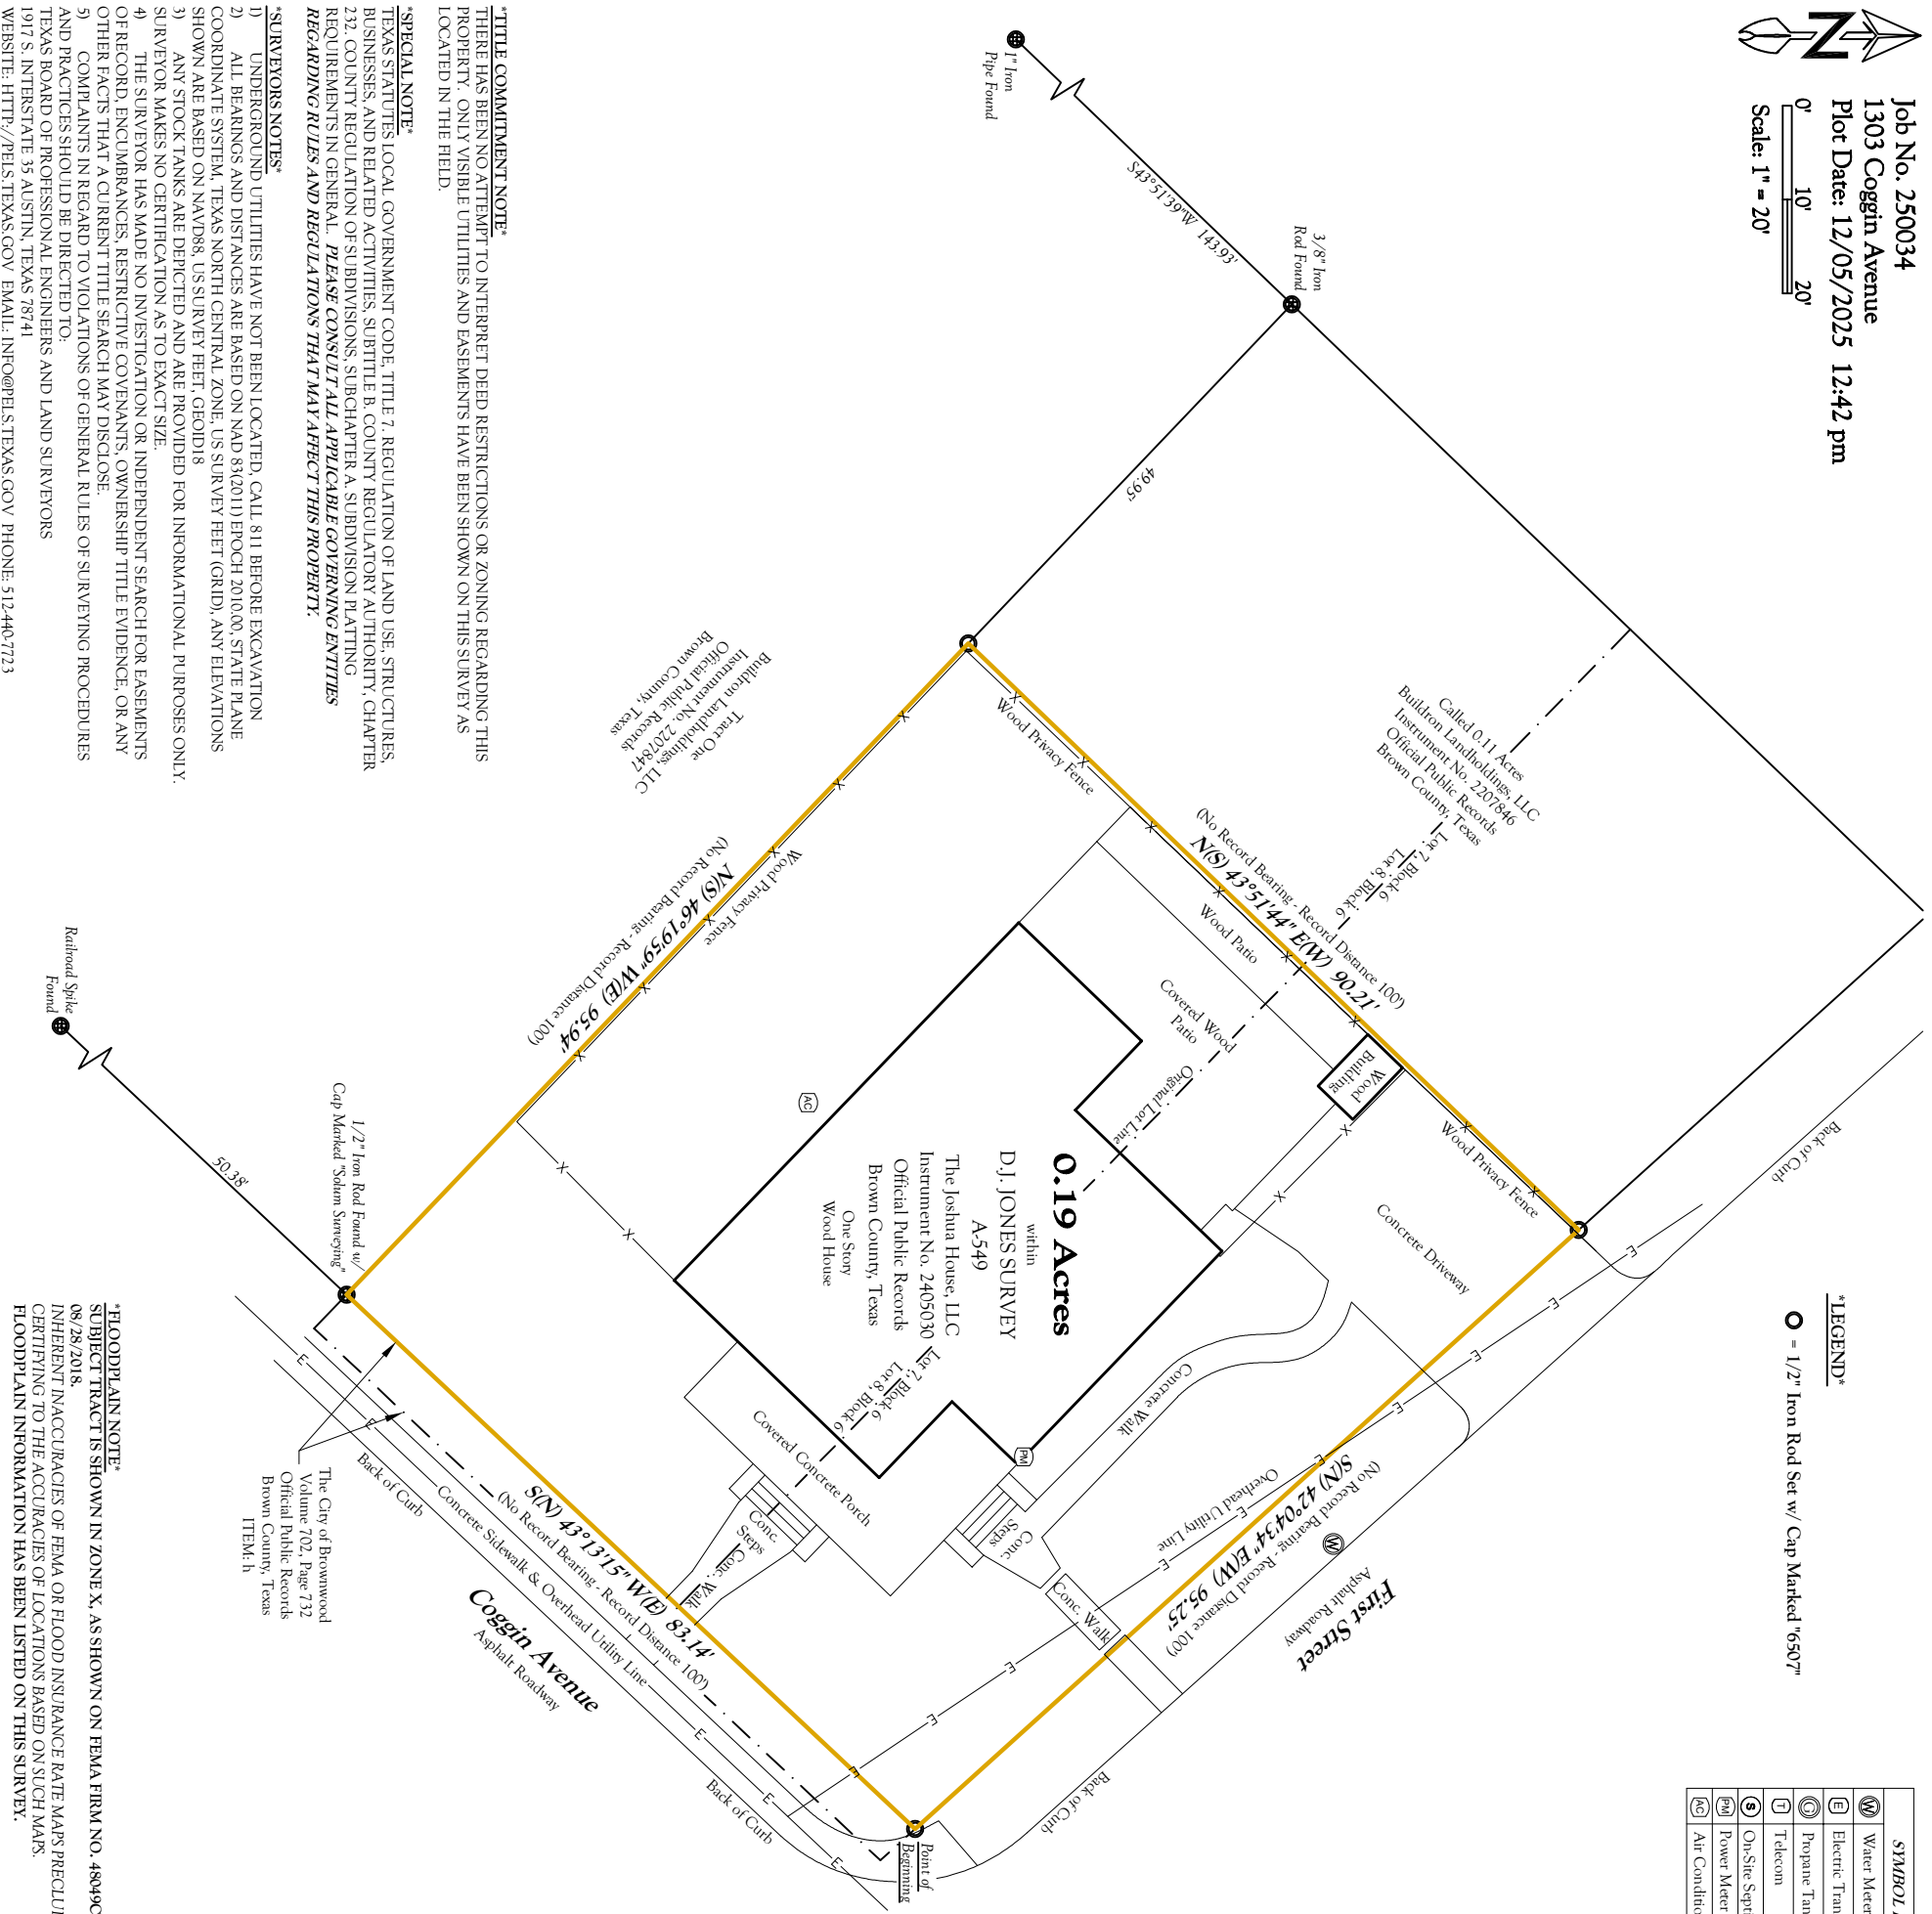 N
Job No. 250034
1303 Coggin Avenue
Plot Date: 12/05/2025 12:42 pm
0' 10' 20'
Scale: 1" = 20'
*LEGEND*
= 1/2" Iron Rod Set w/ Cap Marked "6507"
SYMBOL
W Water Meter
E Electric Tran
G Propane Tan
T Telecom
S On-Site Septi
PM Power Meter
AC Air Conditio
1" Iron
Pipe Found
S43°51'39"W 143.93'
3/8" Iron
Rod Found
49.95'
Called 0.11 Acres
Buildron Landholdings, LLC
Instrument No. 2207846
Official Public Records
Brown County, Texas
Lot 7, Block 6
Lot 8, Block 6
(No Record Bearing - Record Distance 100')
N(S) 43°51'44" E(W) 90.21'
Wood Privacy Fence
Wood Patio
Covered Wood
Patio
Original Lot Line
Wood
Building
Wood Privacy Fence
Back of Curb
Concrete Driveway
0.19 Acres
within
D.J. JONES SURVEY
A-549
The Joshua House, LLC
Instrument No. 2405030
Official Public Records
Brown County, Texas
One Story
Wood House
AC
PM
Lot 7, Block 6
Lot 8, Block 6
Concrete Walk
Covered Concrete Porch
Conc.
Steps
Conc.
Steps
Conc. Walk
Conc.
Walk
Overhead Utility Line
S(N) 42°04'34" E(W) 95.25'
(No Record Bearing - Record Distance 100')
W
First Street
Asphalt Roadway
Back of Curb
Point of
Beginning
Tract One
Buildron Landholdings, LLC
Instrument No. 2207847
Official Public Records
Brown County, Texas
Wood Privacy Fence
N(S) 46°19'59" W(E) 95.94'
(No Record Bearing - Record Distance 100')
Railroad Spike
Found
50.38'
1/2" Iron Rod Found w/
Cap Marked "Solum Surveying"
S(N) 43°13'15" W(E) 83.14'
(No Record Bearing - Record Distance 100')
Concrete Sidewalk & Overhead Utility Line
Back of Curb
Coggin Avenue
Asphalt Roadway
Back of Curb
The City of Brownwood
Volume 702, Page 732
Official Public Records
Brown County, Texas
ITEM: h
*TITLE COMMITMENT NOTE*
THERE HAS BEEN NO ATTEMPT TO INTERPRET DEED RESTRICTIONS OR ZONING REGARDING THIS
PROPERTY. ONLY VISIBLE UTILITIES AND EASEMENTS HAVE BEEN SHOWN ON THIS SURVEY AS
LOCATED IN THE FIELD.
*SPECIAL NOTE*
TEXAS STATUTES LOCAL GOVERNMENT CODE, TITLE 7. REGULATION OF LAND USE, STRUCTURES,
BUSINESSES, AND RELATED ACTIVITIES, SUBTITLE B. COUNTY REGULATORY AUTHORITY, CHAPTER
232. COUNTY REGULATION OF SUBDIVISIONS, SUBCHAPTER A. SUBDIVISION PLATTING
REQUIREMENTS IN GENERAL. PLEASE CONSULT ALL APPLICABLE GOVERNING ENTITIES
REGARDING RULES AND REGULATIONS THAT MAY AFFECT THIS PROPERTY.
*SURVEYORS NOTES*
1) UNDERGROUND UTILITIES HAVE NOT BEEN LOCATED, CALL 811 BEFORE EXCAVATION
2) ALL BEARINGS AND DISTANCES ARE BASED ON NAD 83(2011) EPOCH 2010.00, STATE PLANE
COORDINATE SYSTEM, TEXAS NORTH CENTRAL ZONE, US SURVEY FEET (GRID), ANY ELEVATIONS
SHOWN ARE BASED ON NAVD88, US SURVEY FEET, GEOID18
3) ANY STOCK TANKS ARE DEPICTED AND ARE PROVIDED FOR INFORMATIONAL PURPOSES ONLY.
SURVEYOR MAKES NO CERTIFICATION AS TO EXACT SIZE.
4) THE SURVEYOR HAS MADE NO INVESTIGATION OR INDEPENDENT SEARCH FOR EASEMENTS
OF RECORD, ENCUMBRANCES, RESTRICTIVE COVENANTS, OWNERSHIP TITLE EVIDENCE, OR ANY
OTHER FACTS THAT A CURRENT TITLE SEARCH MAY DISCLOSE.
5) COMPLAINTS IN REGARD TO VIOLATIONS OF GENERAL RULES OF SURVEYING PROCEDURES
AND PRACTICES SHOULD BE DIRECTED TO:
TEXAS BOARD OF PROFESSIONAL ENGINEERS AND LAND SURVEYORS
1917 S. INTERSTATE 35 AUSTIN, TEXAS 78741
WEBSITE: HTTP://PELS.TEXAS.GOV EMAIL: INFO@PELS.TEXAS.GOV PHONE: 512-440-7723
*FLOODPLAIN NOTE*
SUBJECT TRACT IS SHOWN IN ZONE X, AS SHOWN ON FEMA FIRM NO. 48049C
08/28/2018.
INHERENT INACCURACIES OF FEMA OR FLOOD INSURANCE RATE MAPS PRECLU
CERTIFYING TO THE ACCURACIES OF LOCATIONS BASED ON SUCH MAPS.
FLOODPLAIN INFORMATION HAS BEEN LISTED ON THIS SURVEY.